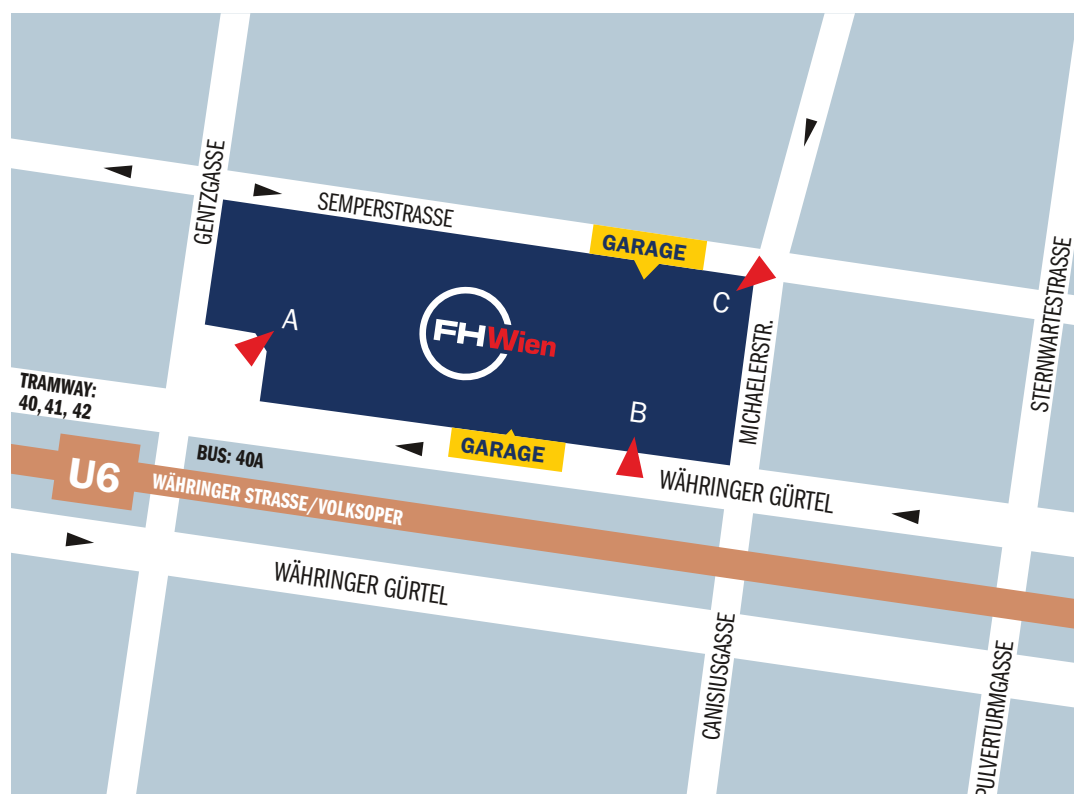 GENTZGASSE
SEMPERSTRASSE
GARAGE
C
MICHAELERSTR.
STERNWARTESTRASSE
A
FHWien
B
TRAMWAY:
40, 41, 42
BUS: 40A
GARAGE
U6
WÄHRINGER STRASSE/VOLKSOPER
WÄHRINGER GÜRTEL
WÄHRINGER GÜRTEL
CANISIUSGASSE
PULVERTURMGASSE